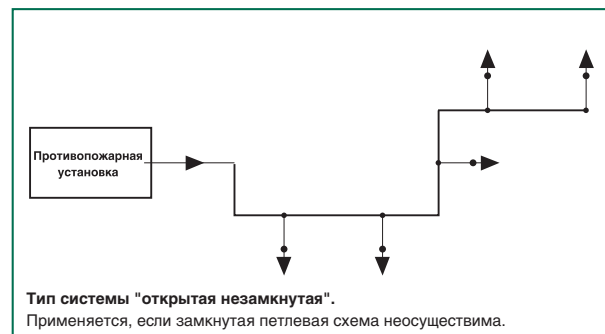 Противопожарная
установка
Тип системы "открытая незамкнутая".
Применяется, если замкнутая петлевая схема неосуществима.